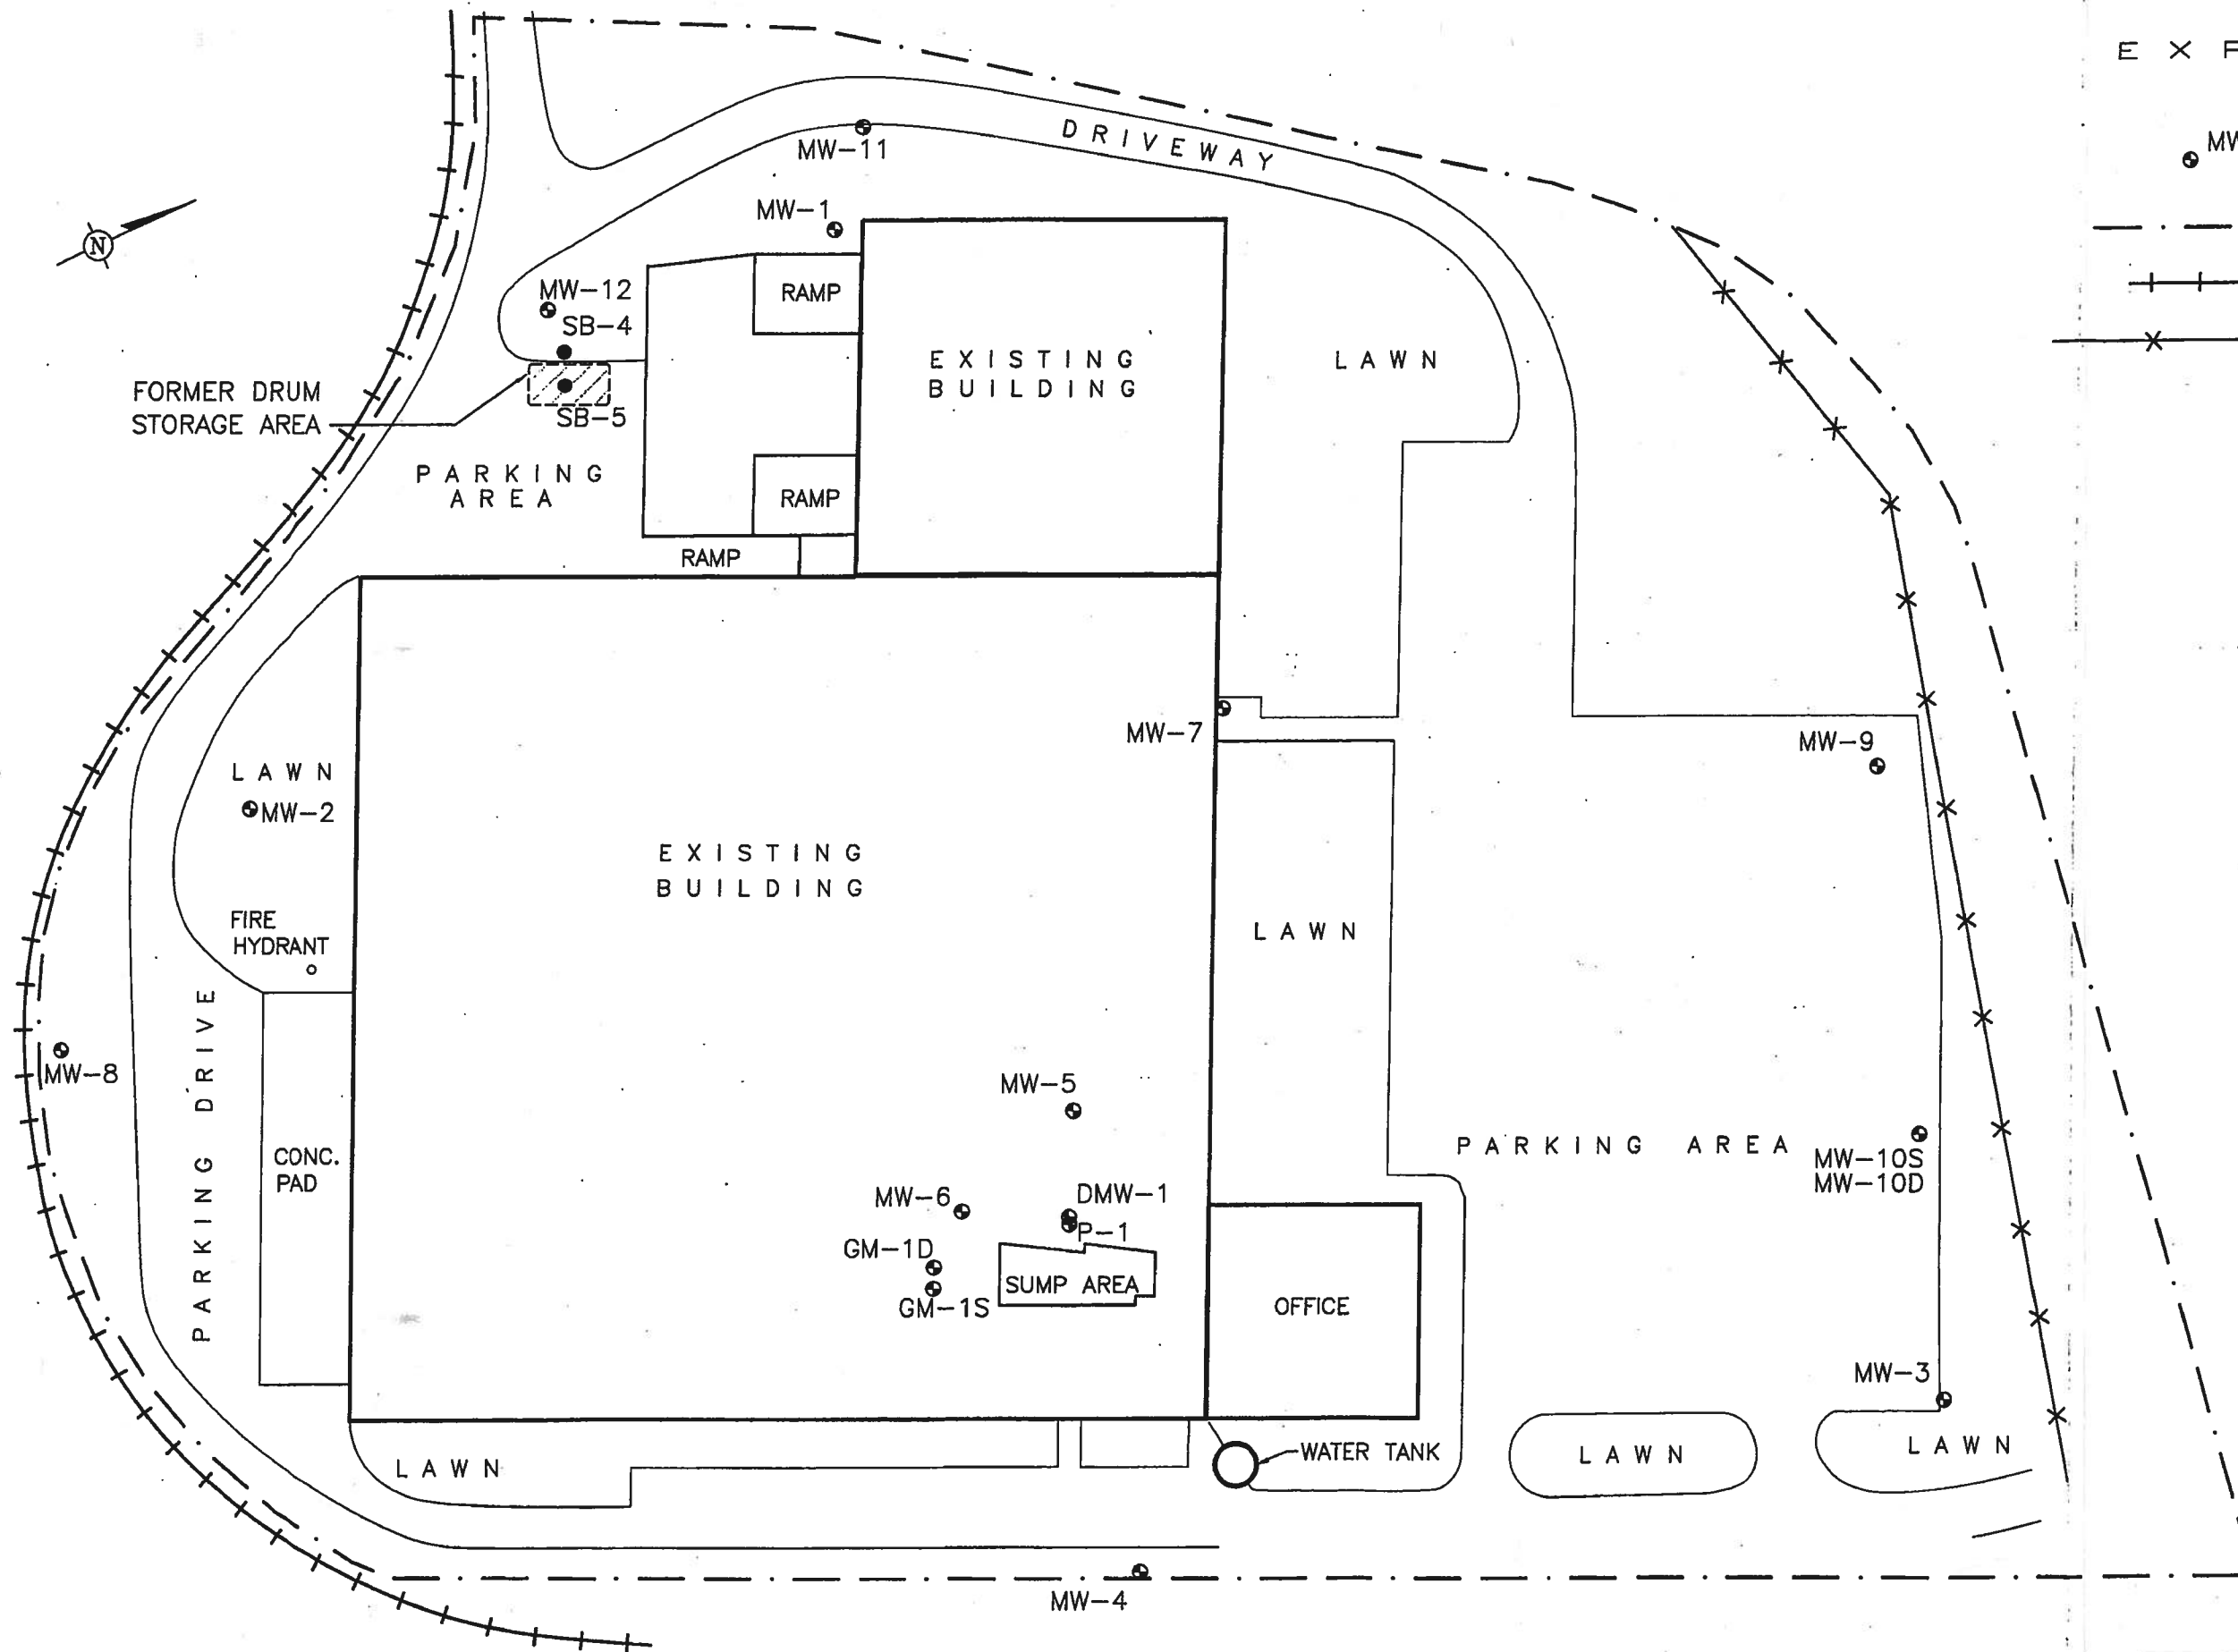 E X P
MW
DRIVEWAY
MW-11
MW-1
N
MW-12
SB-4
RAMP
EXISTING
BUILDING
LAWN
FORMER DRUM
STORAGE AREA
SB-5
PARKING
AREA
RAMP
RAMP
MW-7
MW-9
LAWN
MW-2
EXISTING
BUILDING
FIRE
HYDRANT
LAWN
PARKING DRIVE
MW-8
MW-5
CONC.
PAD
PARKING AREA
MW-10S
MW-10D
MW-6
DMW-1
P-1
GM-1D
SUMP AREA
GM-1S
OFFICE
MW-3
LAWN
WATER TANK
LAWN
LAWN
MW-4